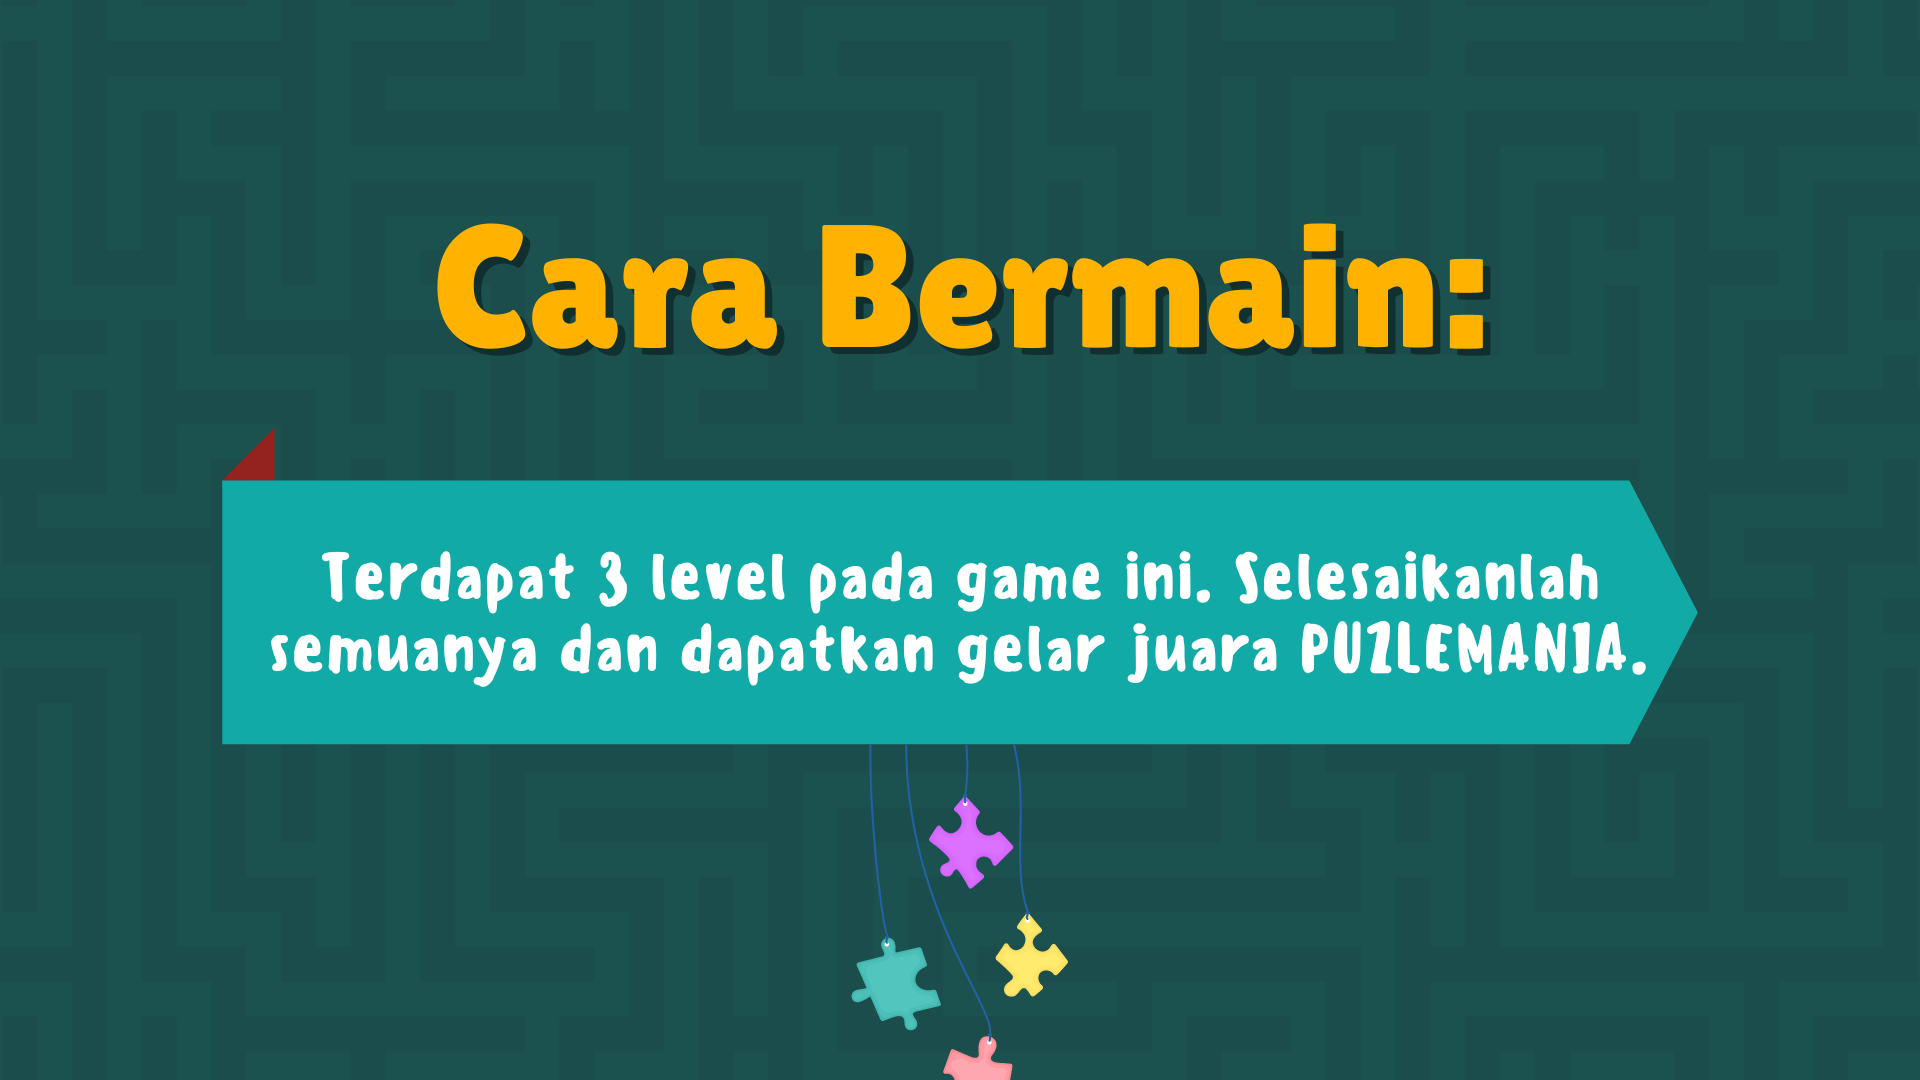 Cara Bermain:
Terdapat 3 level pada game ini. Selesaikanlah
semuanya dan dapatkan gelar juara PUZLEMANIA.